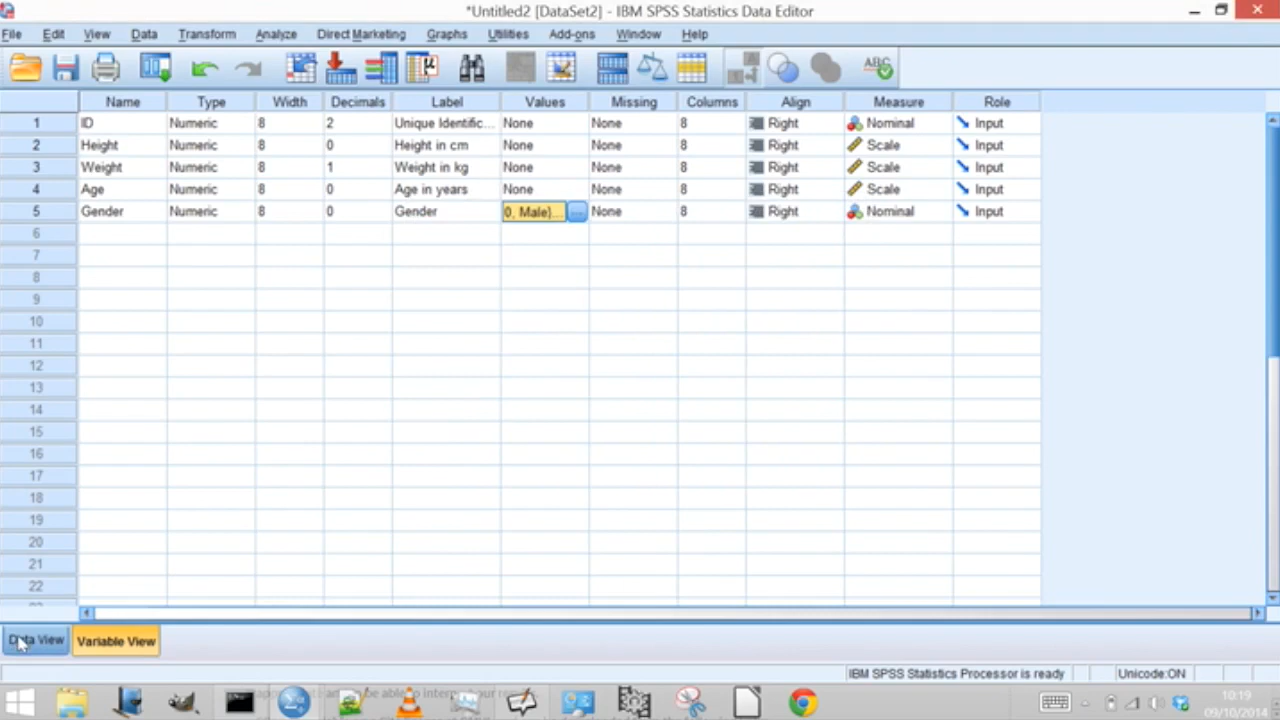 *Untitled2 [DataSet2] - IBM SPSS Statistics Data Editor
File Edit View Data Transform Analyze Direct Marketing Graphs Utilities Add-ons Window Help
Name Type Width Decimals Label Values Missing Columns Align Measure Role
1 ID Numeric 8 2 Unique Identific... None None 8 Right Nominal Input
2 Height Numeric 8 0 Height in cm None None 8 Right Scale Input
3 Weight Numeric 8 1 Weight in kg None None 8 Right Scale Input
4 Age Numeric 8 0 Age in years None None 8 Right Scale Input
5 Gender Numeric 8 0 Gender 0, Male}... ... None 8 Right Nominal Input
6
7
8
9
10
11
12
13
14
15
16
17
18
19
20
21
22
Data View Variable View
IBM SPSS Statistics Processor is ready Unicode:ON
10:19
09/10/2014